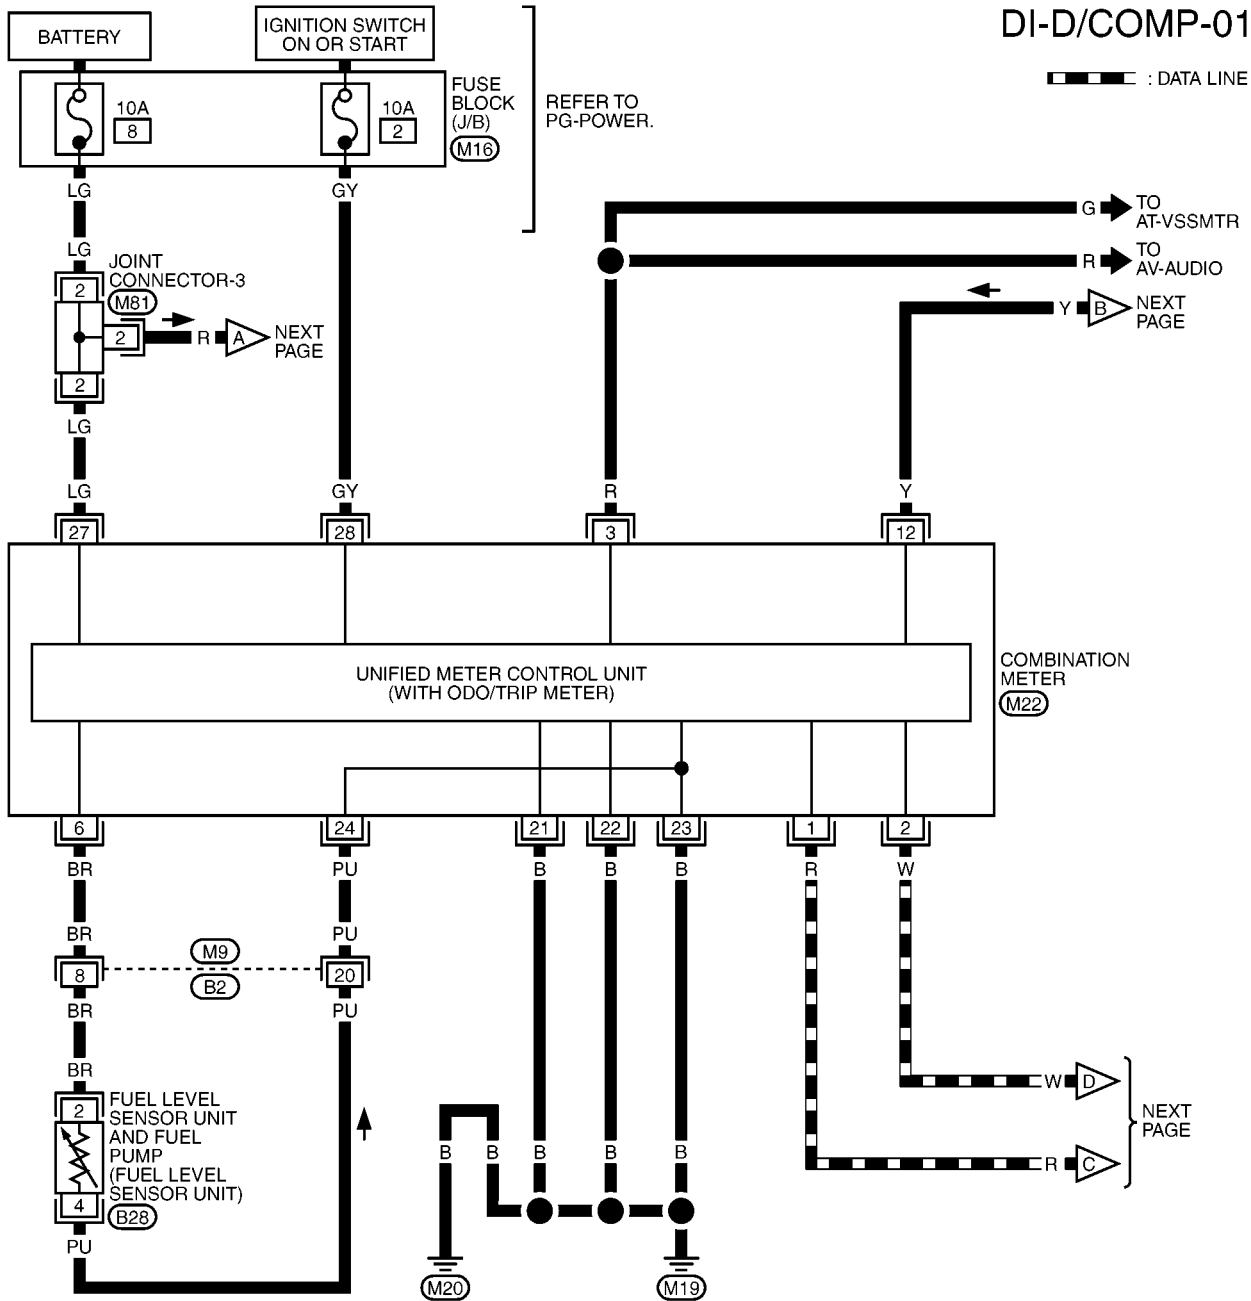 DI-D/COMP-01
BATTERY
IGNITION SWITCH
ON OR START
: DATA LINE
10A
8
10A
2
FUSE
BLOCK
(J/B)
M16
REFER TO
PG-POWER.
LG
GY
G
TO
AT-VSSMTR
R
TO
AV-AUDIO
LG
JOINT
CONNECTOR-3
M81
2
2
R
A
NEXT
PAGE
2
Y
B
NEXT
PAGE
LG
LG
GY
R
Y
27
28
3
12
UNIFIED METER CONTROL UNIT
(WITH ODO/TRIP METER)
COMBINATION
METER
M22
6
24
21
22
23
1
2
BR
PU
B
B
B
R
W
BR
PU
8
M9
B2
20
BR
PU
BR
2
FUEL LEVEL
SENSOR UNIT
AND FUEL
PUMP
(FUEL LEVEL
SENSOR UNIT)
B28
4
PU
B
B
B
B
B
M20
M19
W
D
R
C
NEXT
PAGE